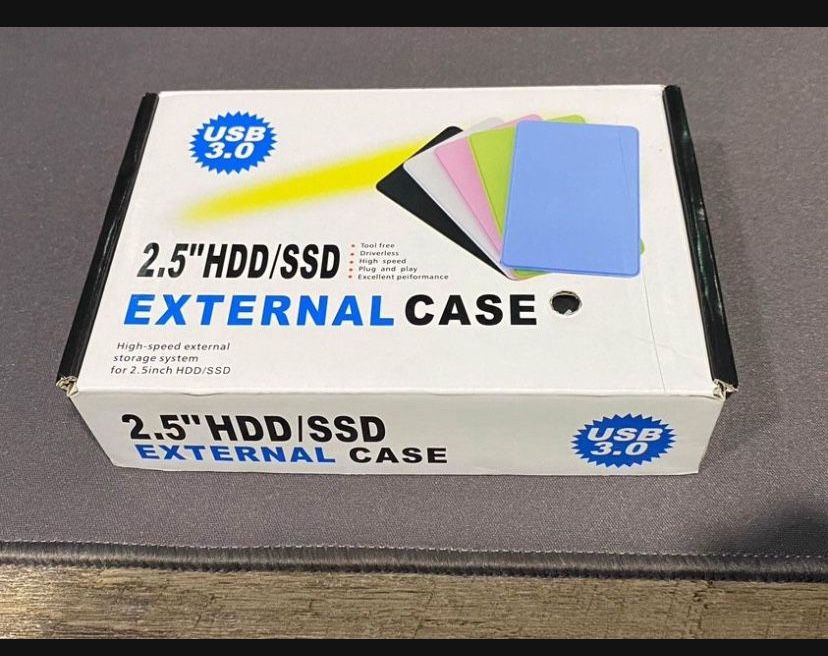 USB
3.0
2.5"HDD/SSD
Tool free
Driverless
High speed
Plug and play
Excellent performance
EXTERNAL CASE
High-speed external
storage system
for 2.5inch HDD/SSD
2.5"HDD/SSD
EXTERNAL CASE
USB
3.0